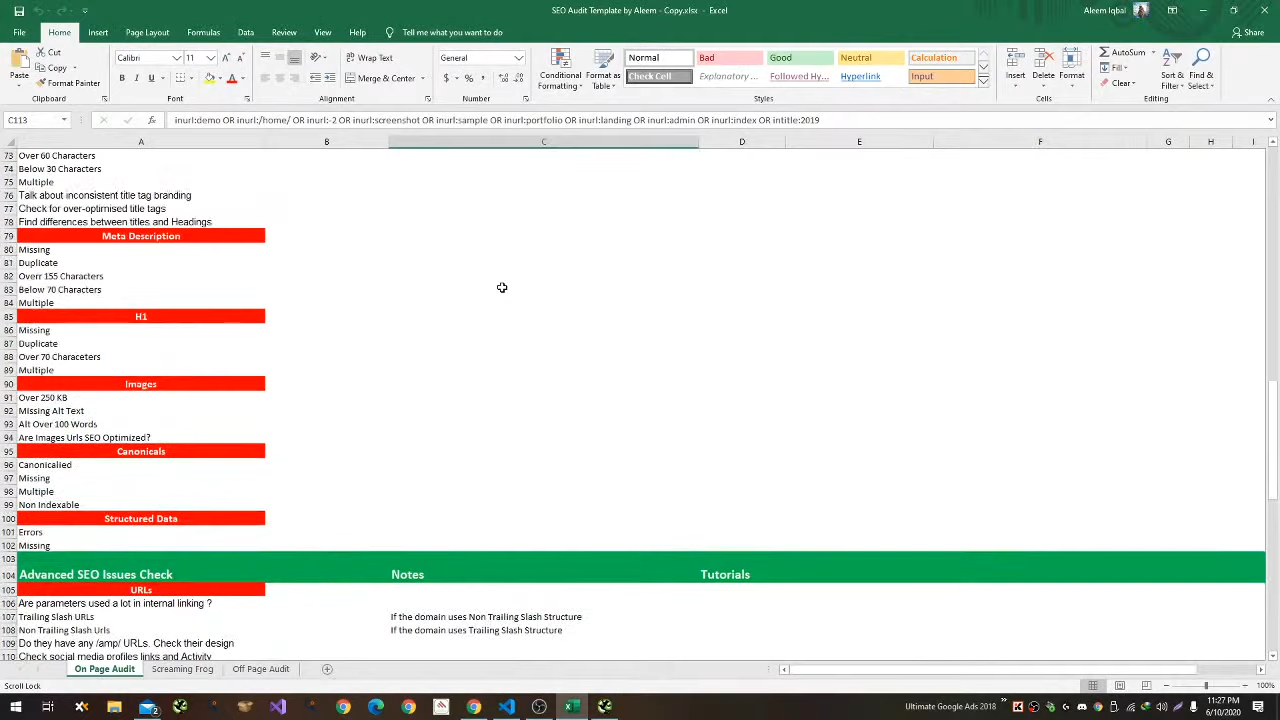 SEO Audit Template by Aleem - Copy.xlsx - Excel
Aleem Iqbal
File Home Insert Page Layout Formulas Data Review View Help Tell me what you want to do Share
Cut
Copy
Format Painter
Paste
Clipboard
Calibri 11
B I U
Font
Wrap Text
Merge & Center
Alignment
General
$ % ,
Number
Conditional Formatting
Format as Table
Normal Bad Good Neutral Calculation
Check Cell Explanatory ... Followed Hy... Hyperlink Input
Styles
Insert Delete Format
Cells
AutoSum
Fill
Clear
Sort & Filter
Find & Select
Editing
C113 fx inurl:demo OR inurl:/home/ OR inurl:-2 OR inurl:screenshot OR inurl:sample OR inurl:portfolio OR inurl:landing OR inurl:admin OR inurl:index OR intitle:2019
A B C D E F G H I
73 Over 60 Characters
74 Below 30 Characters
75 Multiple
76 Talk about inconsistent title tag branding
77 Check for over-optimised title tags
78 Find differences between titles and Headings
79 Meta Description
80 Missing
81 Duplicate
82 Overr 155 Characters
83 Below 70 Characters
84 Multiple
85 H1
86 Missing
87 Duplicate
88 Over 70 Characeters
89 Multiple
90 Images
91 Over 250 KB
92 Missing Alt Text
93 Alt Over 100 Words
94 Are Images Urls SEO Optimized?
95 Canonicals
96 Canonicalied
97 Missing
98 Multiple
99 Non Indexable
100 Structured Data
101 Errors
102 Missing
103
104 Advanced SEO Issues Check Notes Tutorials
105 URLs
106 Are parameters used a lot in internal linking ?
107 Trailing Slash URLs If the domain uses Non Trailing Slash Structure
108 Non Trailing Slash Urls If the domain uses Trailing Slash Structure
109 Do they have any /amp/ URLs. Check their design
110 Check social media profiles links and Activity
On Page Audit Screaming Frog Off Page Audit
Scroll Lock
100%
Ultimate Google Ads 2018
11:27 PM
6/10/2020
2